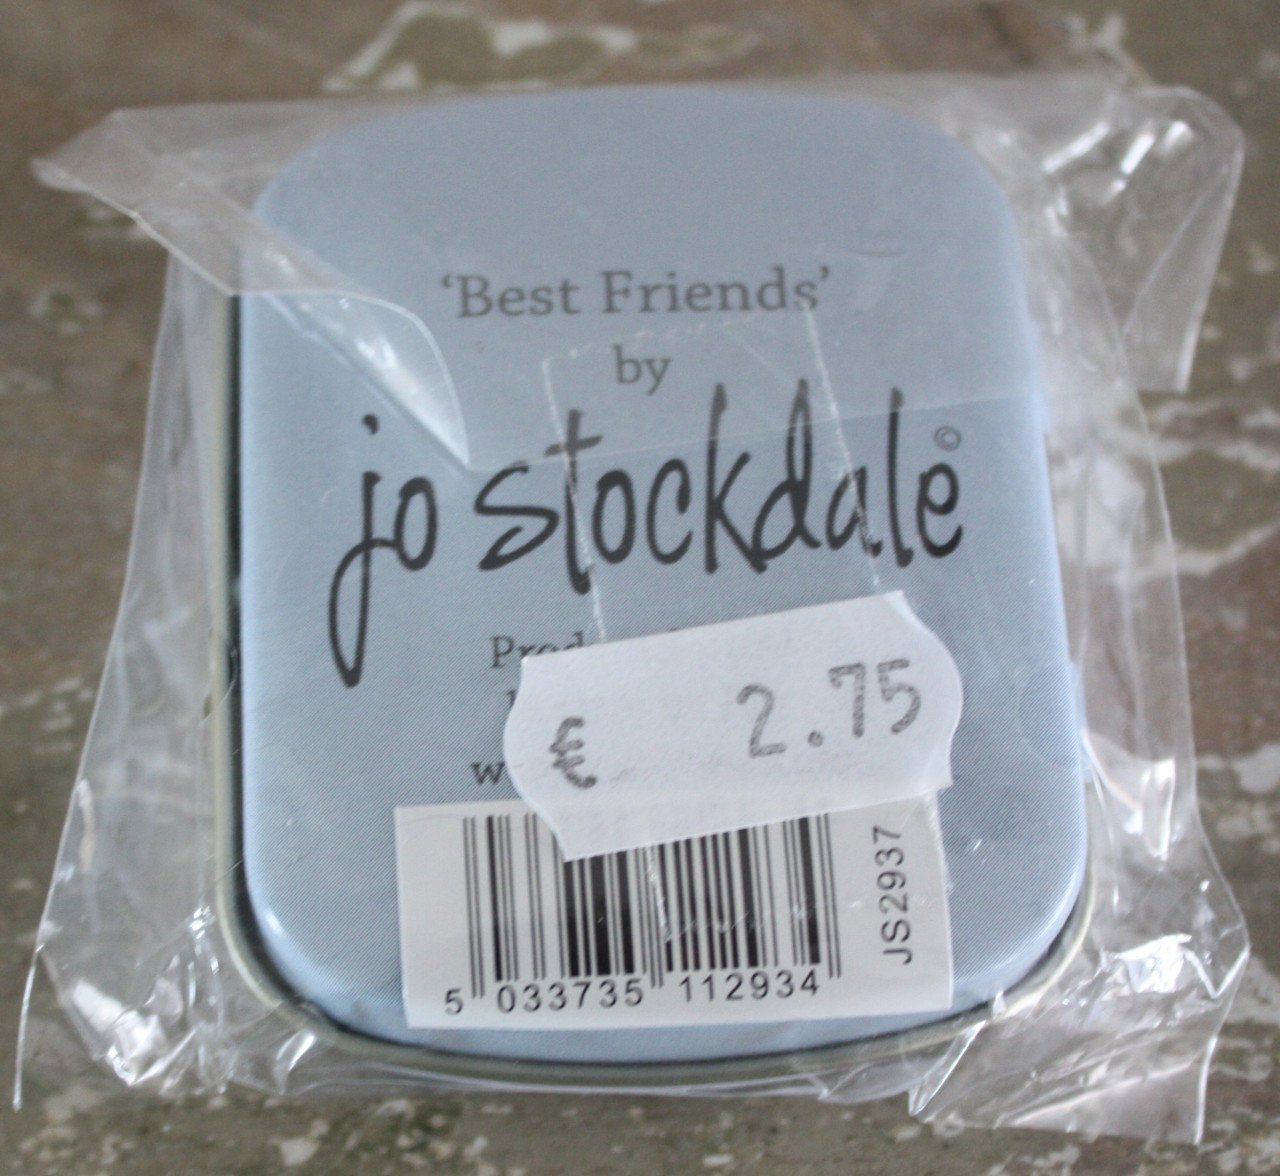 'Best Friends'
by
jo stockdale©
€ 2.75
JS2937
5 033735 112934